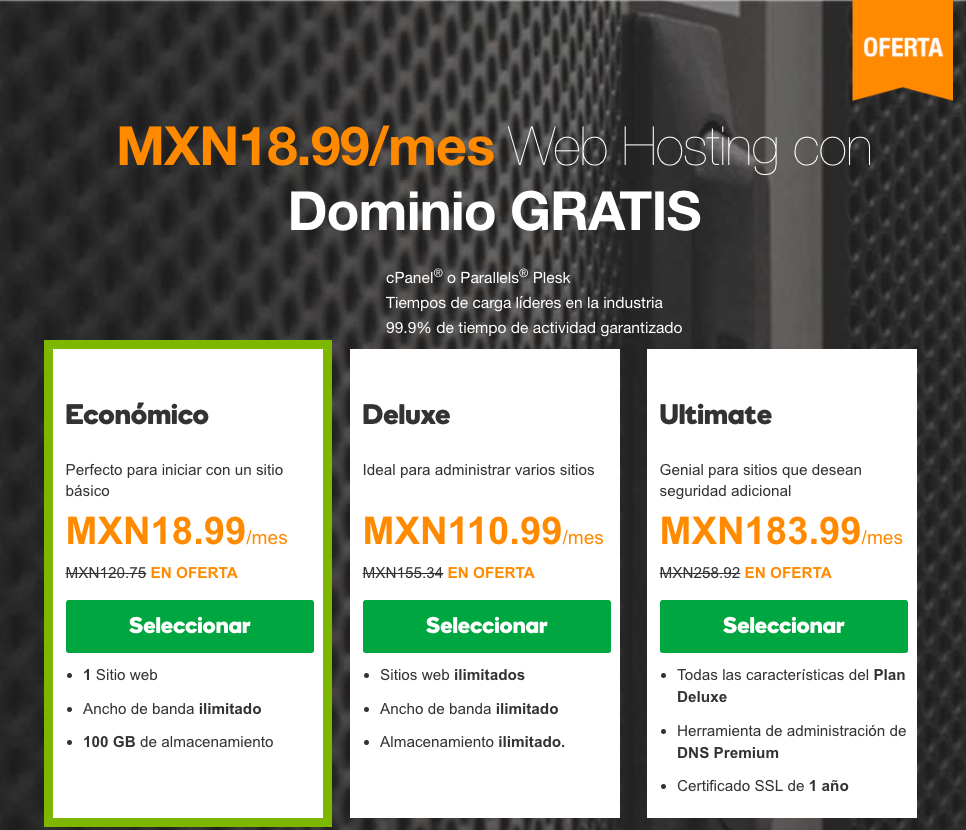 OFERTA
MXN18.99/mes Web Hosting con
Dominio GRATIS
cPanel® o Parallels® Plesk
Tiempos de carga líderes en la industria
99.9% de tiempo de actividad garantizado
Económico
Perfecto para iniciar con un sitio
básico
MXN18.99/mes
MXN120.75 EN OFERTA
Seleccionar
1 Sitio web
Ancho de banda ilimitado
100 GB de almacenamiento
Deluxe
Ideal para administrar varios sitios
MXN110.99/mes
MXN155.34 EN OFERTA
Seleccionar
Sitios web ilimitados
Ancho de banda ilimitado
Almacenamiento ilimitado.
Ultimate
Genial para sitios que desean
seguridad adicional
MXN183.99/mes
MXN258.92 EN OFERTA
Seleccionar
Todas las características del Plan
Deluxe
Herramienta de administración de
DNS Premium
Certificado SSL de 1 año